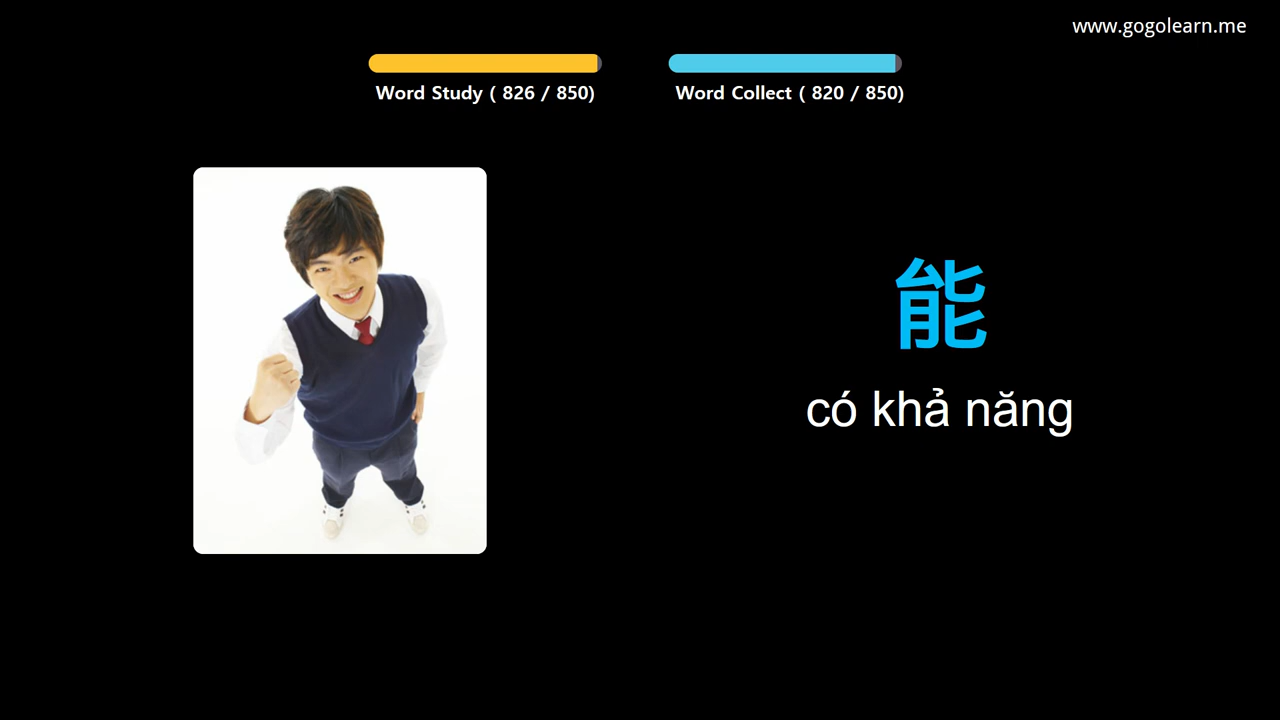 www.gogolearn.me
Word Study ( 826 / 850)
Word Collect ( 820 / 850)
能
có khả năng